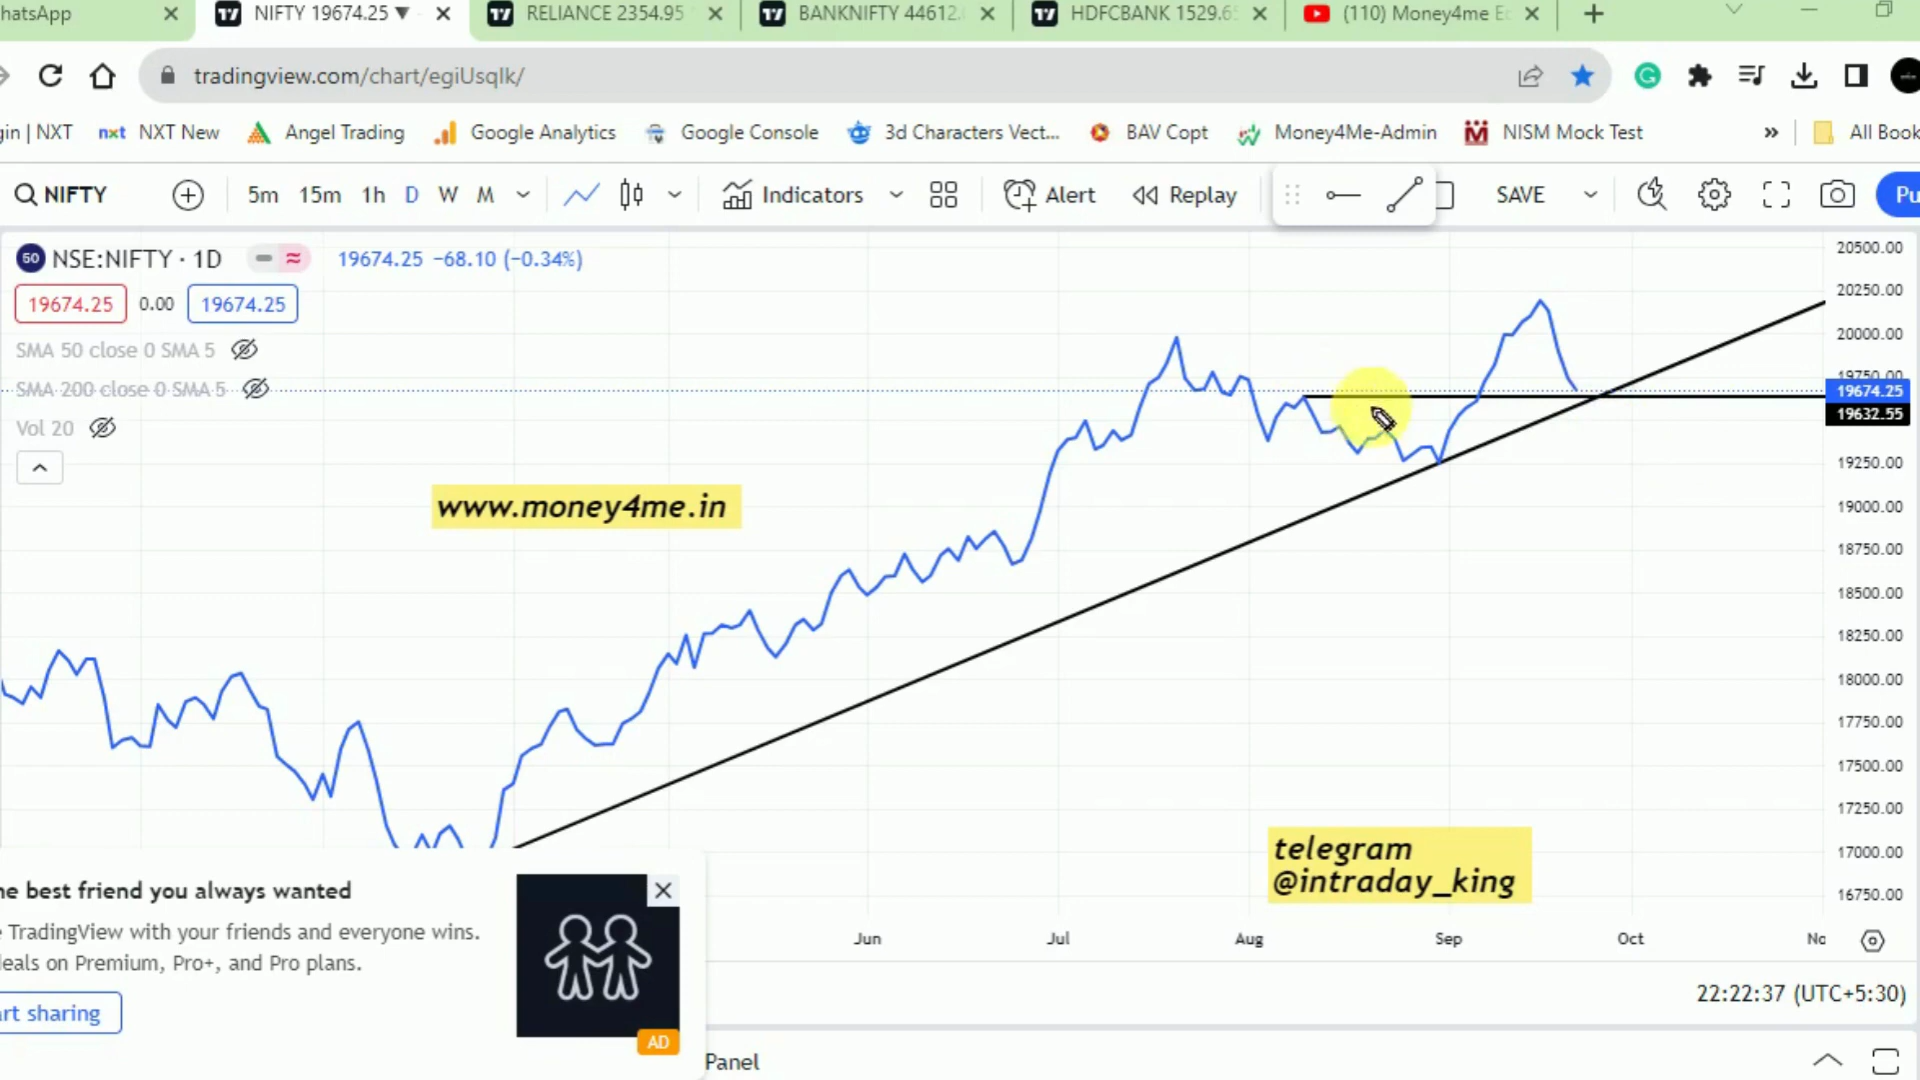 hatsApp
NIFTY 19674.25 ▼
RELIANCE 2354.95
BANKNIFTY 44612.
HDFCBANK 1529.6
(110) Money4me E
tradingview.com/chart/egiUsqlk/
gin | NXT
nxt NXT New
Angel Trading
Google Analytics
Google Console
3d Characters Vect...
BAV Copt
Money4Me-Admin
NISM Mock Test
»
All Book
NIFTY
5m 15m 1h D W M
Indicators
Alert
Replay
SAVE
Pu
50 NSE:NIFTY · 1D
19674.25 −68.10 (−0.34%)
19674.25 0.00 19674.25
SMA 50 close 0 SMA 5
SMA 200 close 0 SMA 5
Vol 20
20500.00
20250.00
20000.00
19750.00
19674.25
19632.55
19250.00
19000.00
18750.00
18500.00
18250.00
18000.00
17750.00
17500.00
17250.00
17000.00
16750.00
www.money4me.in
telegram
@intraday_king
Jun Jul Aug Sep Oct No
ne best friend you always wanted
TradingView with your friends and everyone wins.
deals on Premium, Pro+, and Pro plans.
art sharing
AD
22:22:37 (UTC+5:30)
Panel